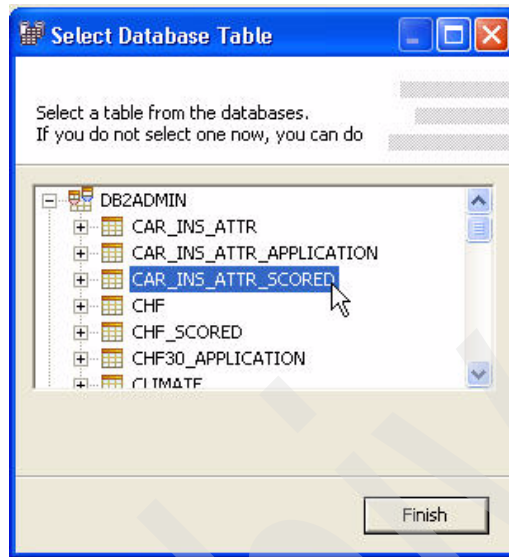 Select Database Table
Select a table from the databases.
If you do not select one now, you can do
DB2ADMIN
CAR_INS_ATTR
CAR_INS_ATTR_APPLICATION
CAR_INS_ATTR_SCORED
CHF
CHF_SCORED
CHF30_APPLICATION
CLIMATE
Finish